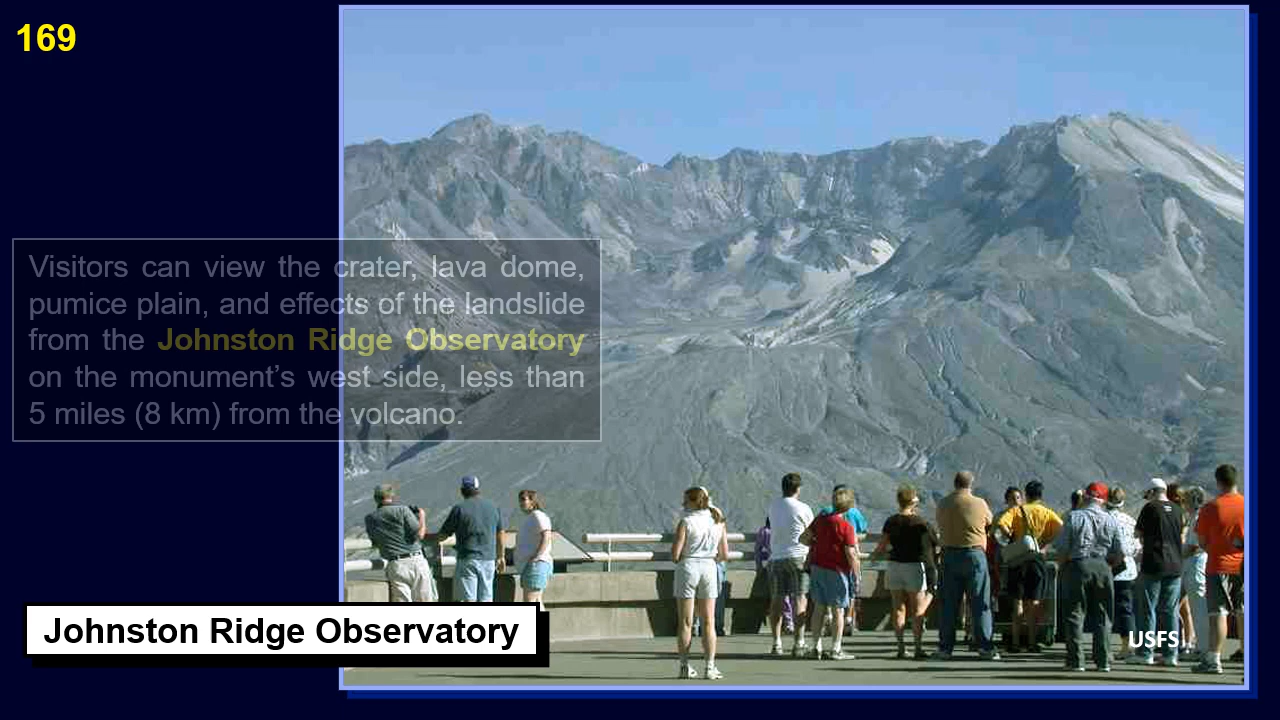 169
Visitors can view the crater, lava dome,
pumice plain, and effects of the landslide
from the Johnston Ridge Observatory
on the monument’s west side, less than
5 miles (8 km) from the volcano.
Johnston Ridge Observatory
USFS